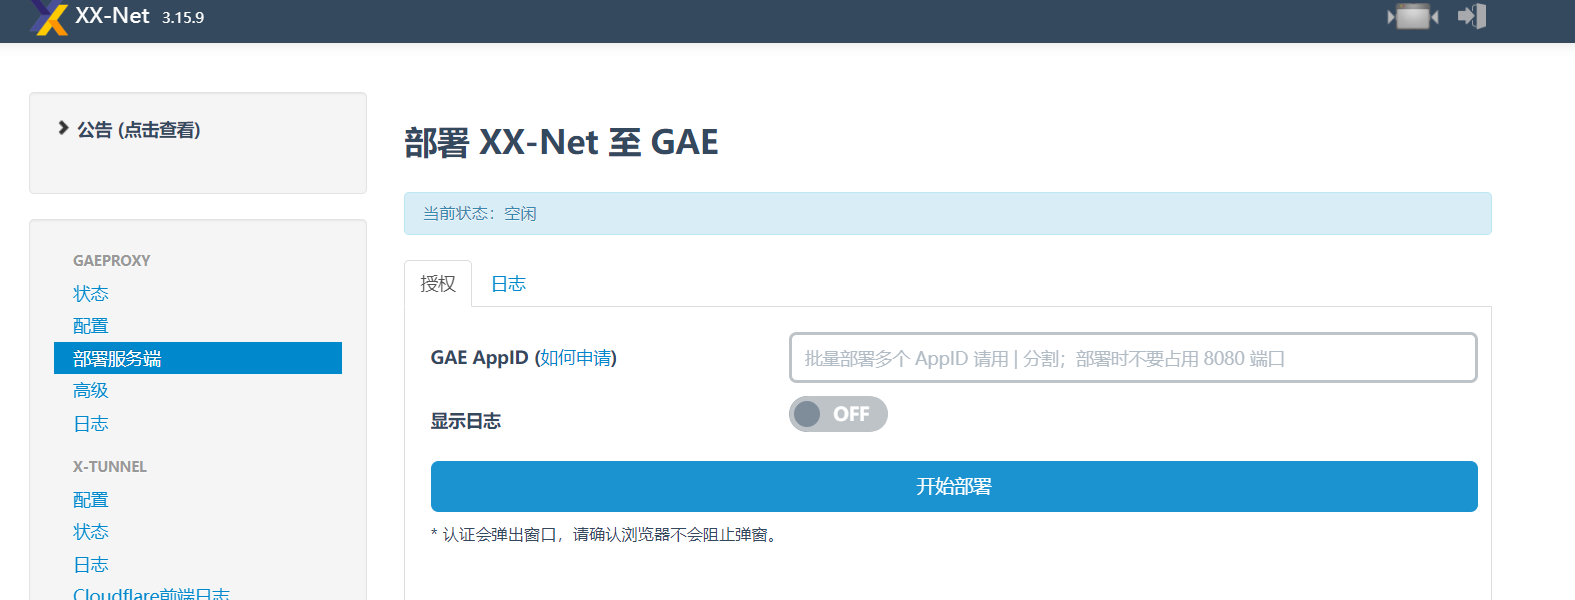 XX-Net 3.15.9
公告 (点击查看)
GAEPROXY
状态
配置
部署服务端
高级
日志
X-TUNNEL
配置
状态
日志
Cloudflare前端日志
部署 XX-Net 至 GAE
当前状态：空闲
授权 日志
GAE AppID (如何申请) 批量部署多个 AppID 请用 | 分割；部署时不要占用 8080 端口
显示日志 OFF
开始部署
* 认证会弹出窗口，请确认浏览器不会阻止弹窗。